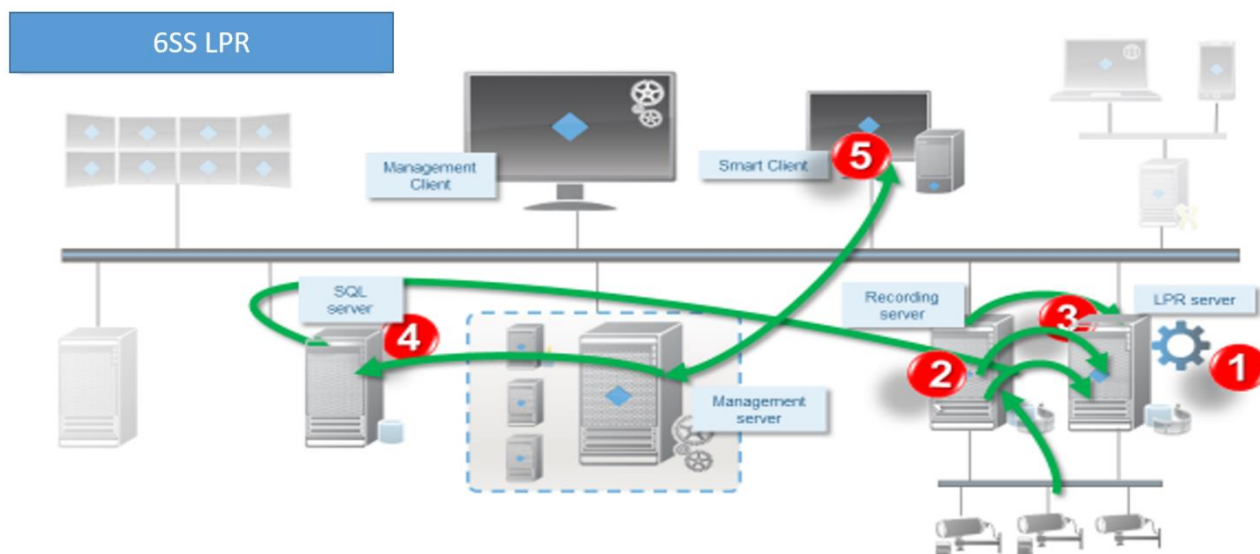 6SS LPR
Management
Client
Smart Client
5
SQL
server
4
Recording
server
LPR server
3
2
1
Management
server